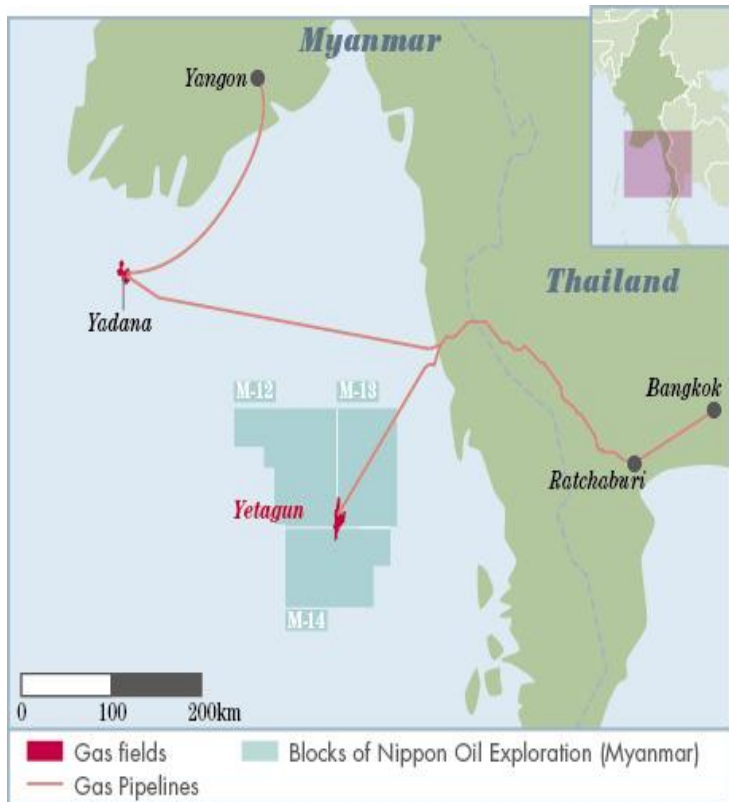 Myanmar
Yangon
Thailand
Yadana
M-12
M-13
Bangkok
Ratchaburi
Yetagun
M-14
0 100 200km
Gas fields
Blocks of Nippon Oil Exploration (Myanmar)
Gas Pipelines